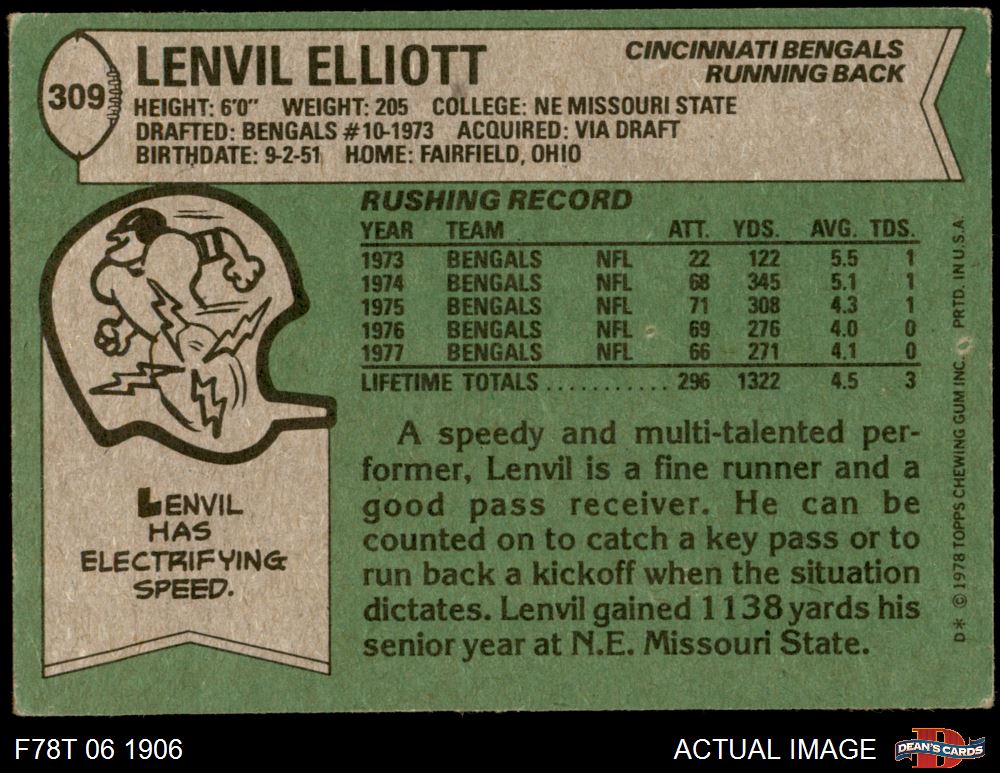 309
LENVIL ELLIOTT
CINCINNATI BENGALS
RUNNING BACK
HEIGHT: 6'0" WEIGHT: 205 COLLEGE: NE MISSOURI STATE
DRAFTED: BENGALS #10-1973 ACQUIRED: VIA DRAFT
BIRTHDATE: 9-2-51 HOME: FAIRFIELD, OHIO
RUSHING RECORD
YEAR TEAM ATT. YDS. AVG. TDS.
1973 BENGALS NFL 22 122 5.5 1
1974 BENGALS NFL 68 345 5.1 1
1975 BENGALS NFL 71 308 4.3 1
1976 BENGALS NFL 69 276 4.0 0
1977 BENGALS NFL 66 271 4.1 0
LIFETIME TOTALS ........... 296 1322 4.5 3
LENVIL
HAS
ELECTRIFYING
SPEED.
A speedy and multi-talented per-
former, Lenvil is a fine runner and a
good pass receiver. He can be
counted on to catch a key pass or to
run back a kickoff when the situation
dictates. Lenvil gained 1138 yards his
senior year at N.E. Missouri State.
D* © 1978 TOPPS CHEWING GUM INC. PRTD. IN U.S.A.
F78T 06 1906
ACTUAL IMAGE
D
DEAN'S CARDS